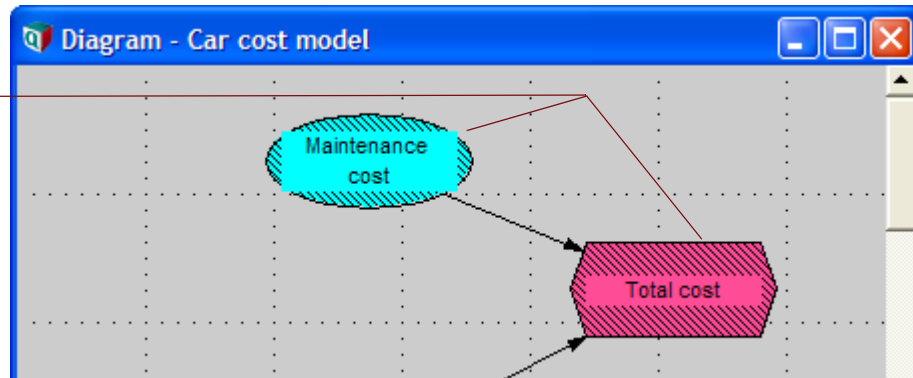 Diagram - Car cost model
Maintenance
cost
Total cost